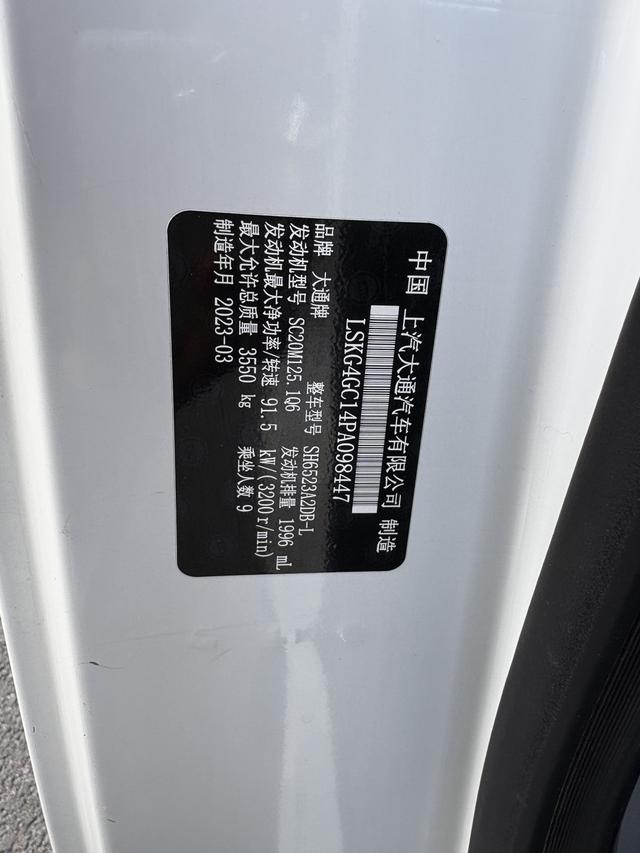 中国 上汽大通汽车有限公司 制造
LSKG4GC14PA098447
品牌 大通牌 整车型号 SH6523A2DB-L
发动机型号 SC20M125.1Q6 发动机排量 1996 mL
发动机最大净功率/转速 91.5 kW/(3200r/min)
最大允许总质量 3550 kg 乘坐人数 9
制造年月 2023-03